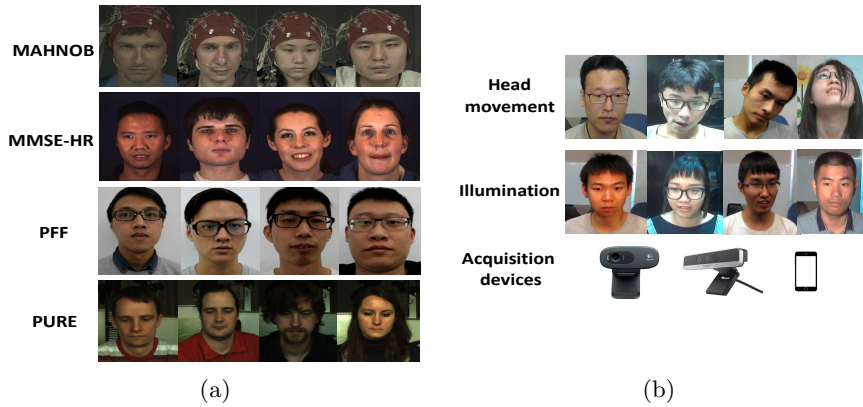 MAHNOB
MMSE-HR
PFF
PURE
(a)
Head
movement
Illumination
Acquisition
devices
(b)